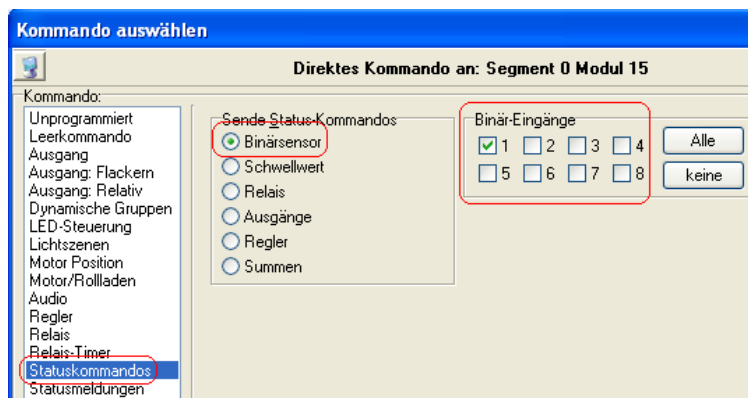 Kommando auswählen
Direktes Kommando an: Segment 0 Modul 15
Kommando:
Unprogrammiert
Leerkommando
Ausgang
Ausgang: Flackern
Ausgang: Relativ
Dynamische Gruppen
LED-Steuerung
Lichtszenen
Motor Position
Motor/Rollladen
Audio
Regler
Relais
Relais-Timer
Statuskommandos
Statusmeldungen
Sende Status-Kommandos
Binärsensor
Schwellwert
Relais
Ausgänge
Regler
Summen
Binär-Eingänge
1 2 3 4
5 6 7 8
Alle
keine